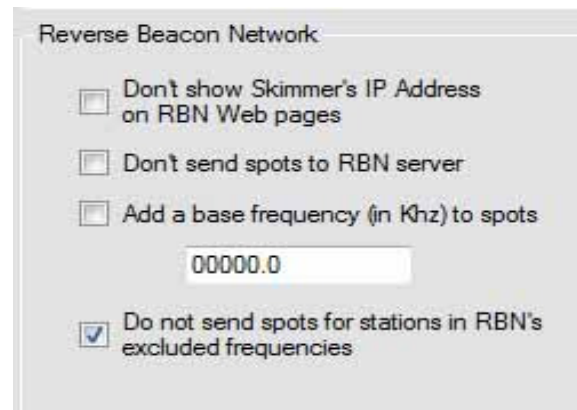 Reverse Beacon Network
Don't show Skimmer's IP Address
on RBN Web pages
Don't send spots to RBN server
Add a base frequency (in Khz) to spots
00000.0
Do not send spots for stations in RBN's
excluded frequencies